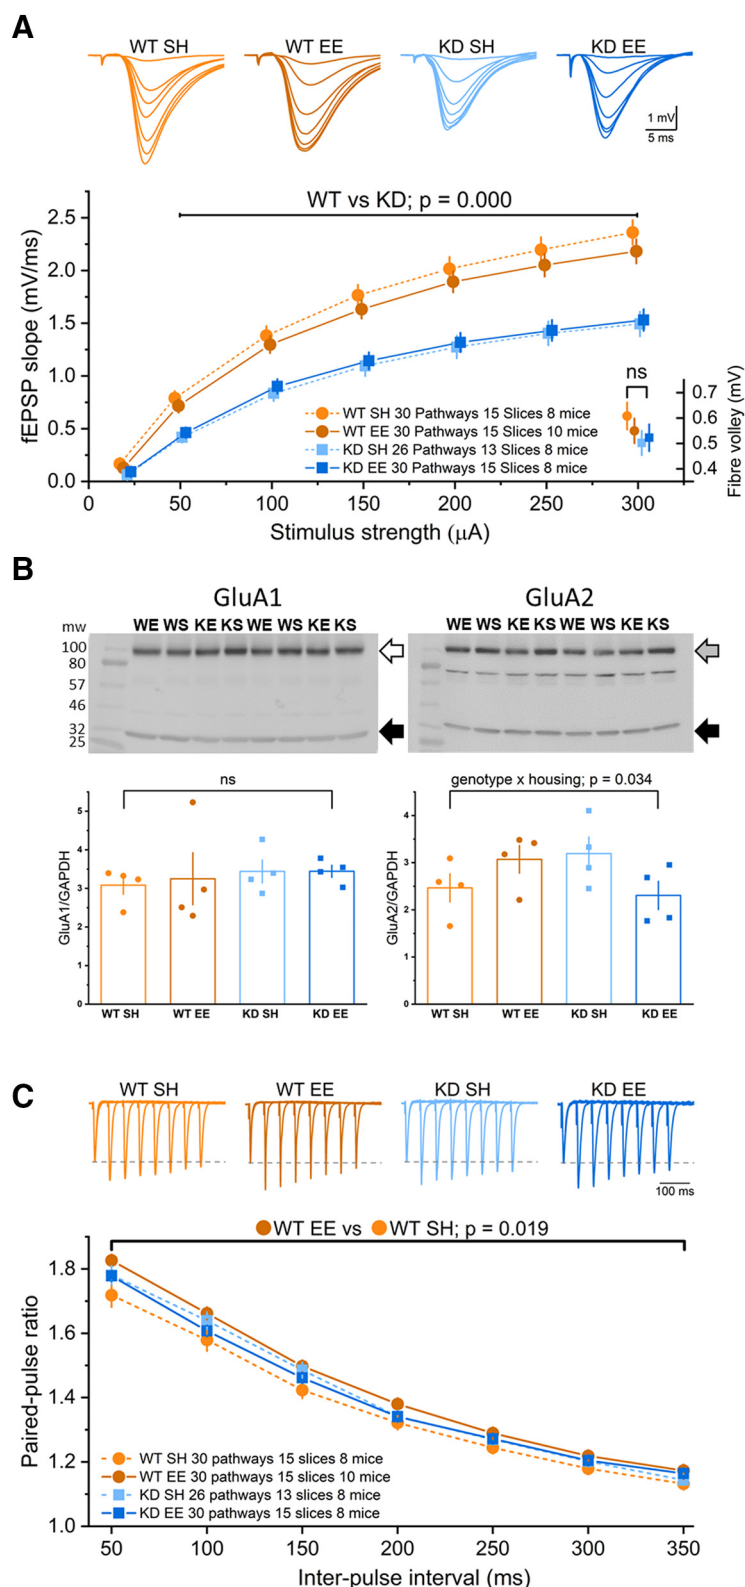 A
WT SH WT EE KD SH KD EE
1 mV
5 ms
WT vs KD; p = 0.000
fEPSP slope (mV/ms)
2.5
2.0
1.5
1.0
0.5
0.0
WT SH 30 Pathways 15 Slices 8 mice
WT EE 30 Pathways 15 Slices 10 mice
KD SH 26 Pathways 13 Slices 8 mice
KD EE 30 Pathways 15 Slices 8 mice
ns
0.7
0.6
0.5
0.4
Fibre volley (mV)
0 50 100 150 200 250 300
Stimulus strength (μA)
B
GluA1 GluA2
mw WE WS KE KS WE WS KE KS WE WS KE KS WE WS KE KS
100
80
57
46
32
25
ns
GluA1/GAPDH
5
4
3
2
1
0
WT SH WT EE KD SH KD EE
genotype x housing; p = 0.034
GluA2/GAPDH
4
3
2
1
0
WT SH WT EE KD SH KD EE
C
WT SH WT EE KD SH KD EE
100 ms
WT EE vs WT SH; p = 0.019
Paired-pulse ratio
1.8
1.6
1.4
1.2
1.0
WT SH 30 pathways 15 slices 8 mice
WT EE 30 pathways 15 slices 10 mice
KD SH 26 pathways 13 slices 8 mice
KD EE 30 pathways 15 slices 8 mice
50 100 150 200 250 300 350
Inter-pulse interval (ms)